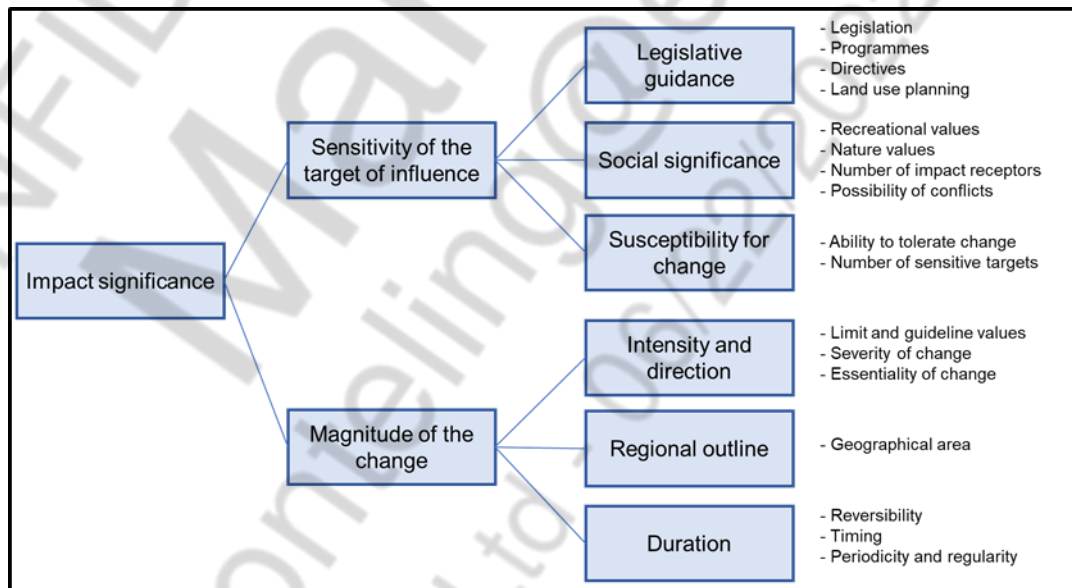 Legislative
guidance
- Legislation
- Programmes
- Directives
- Land use planning
Sensitivity of the
target of influence
Social significance
- Recreational values
- Nature values
- Number of impact receptors
- Possibility of conflicts
Susceptibility for
change
- Ability to tolerate change
- Number of sensitive targets
Impact significance
Intensity and
direction
- Limit and guideline values
- Severity of change
- Essentiality of change
Magnitude of the
change
Regional outline
- Geographical area
Duration
- Reversibility
- Timing
- Periodicity and regularity